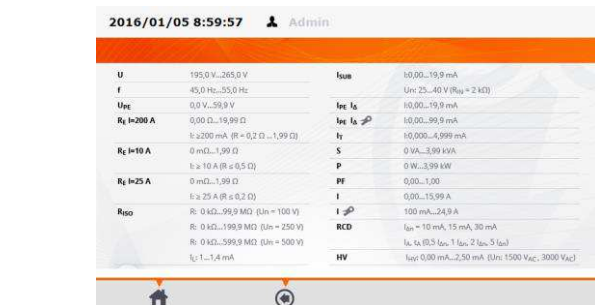 2016/01/05 8:59:57 Admin
U 195,0 V...265,0 V
f 45,0 Hz...55,0 Hz
UPE 0,0 V...59,9 V
RE I=200 mA 0,00 Ω...19,99 Ω
I: ≥200 mA (R = 0,2 Ω ...1,99 Ω)
RE I=10 A 0 mΩ...1,99 Ω
I: ≥ 10 A (R ≤ 0,5 Ω)
RE I=25 A 0 mΩ...1,99 Ω
I: ≥ 25 A (R ≤ 0,2 Ω)
RISO R: 0 kΩ...99,9 MΩ (Un = 100 V)
R: 0 kΩ...199,9 MΩ (Un = 250 V)
R: 0 kΩ...599,9 MΩ (Un = 500 V)
IL: 1...1,4 mA
ISUB I:0,00...19,9 mA
Un: 25...40 V (R = 2 kΩ)
IPE IΔ I:0,00...19,9 mA
IPE IΔ I:0,00...99,9 mA
IT I:0,000...4,999 mA
S 0 VA...3,99 kVA
P 0 W...3,99 kW
PF 0,00...1,00
I 0,00...15,99 A
I 100 mA...24,9 A
RCD IΔn = 10 mA, 15 mA, 30 mA
IA, tA (0,5 IΔn, 1 IΔn, 2 IΔn, 5 IΔn)
HV IHV: 0,00 mA...2,50 mA (Un: 1500 VAC, 3000 VAC)